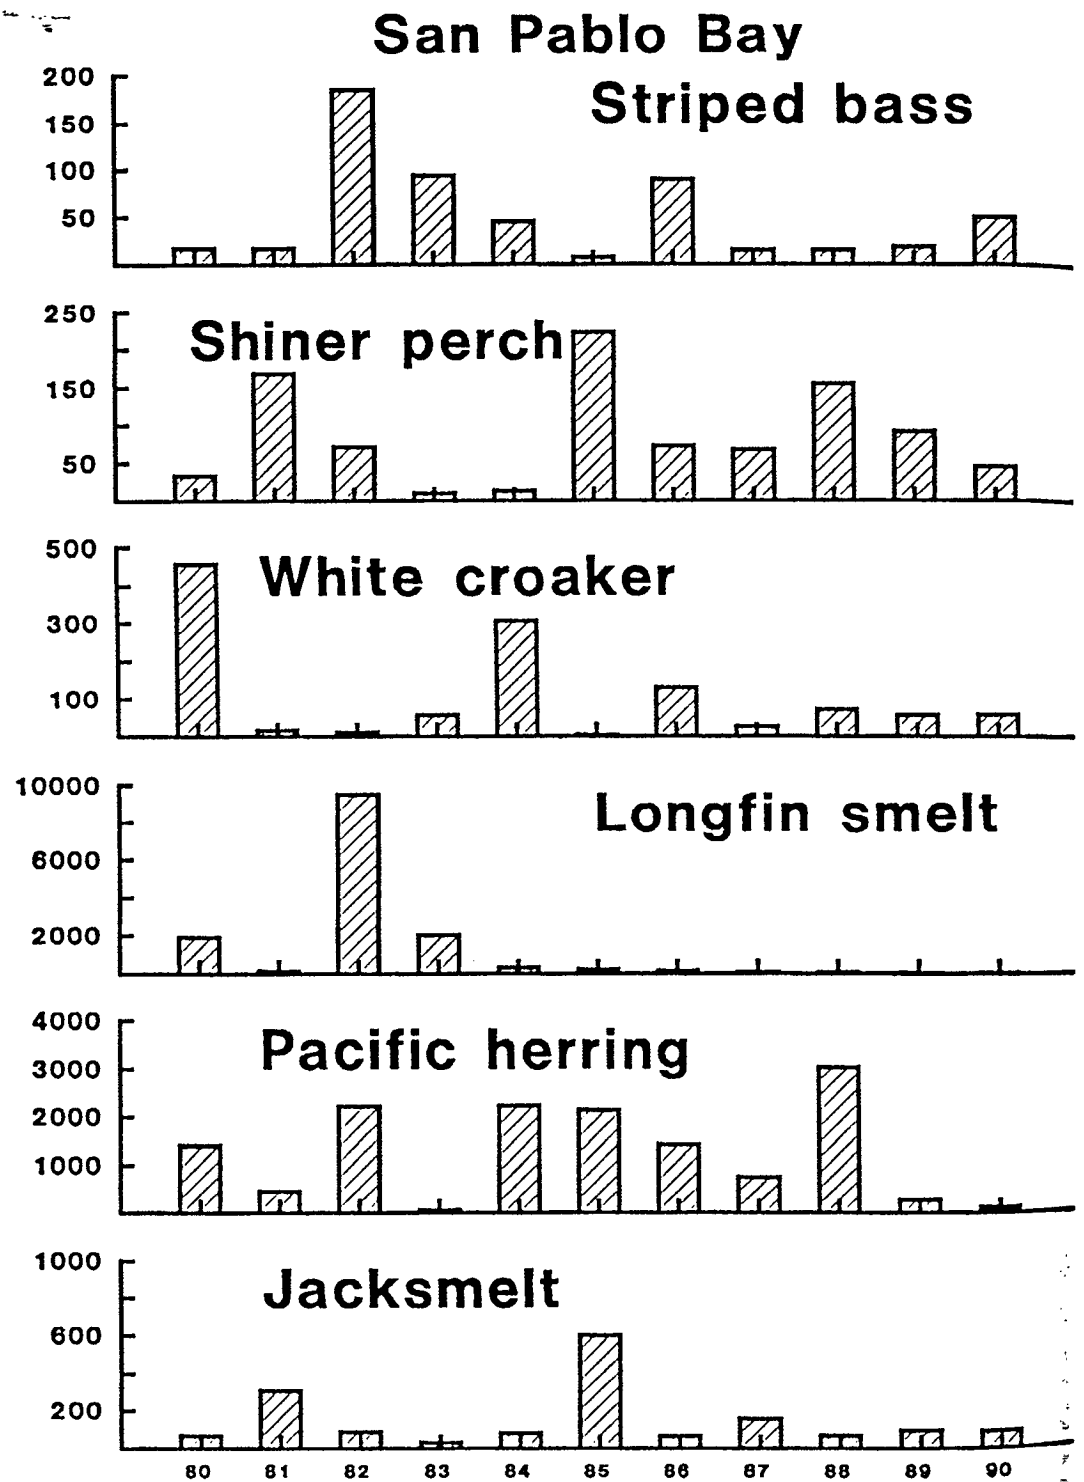 San Pablo Bay
Striped bass
200
150
100
50
Shiner perch
250
150
50
White croaker
500
300
100
Longfin smelt
10000
6000
2000
Pacific herring
4000
3000
2000
1000
Jacksmelt
1000
600
200
80 81 82 83 84 85 86 87 88 89 90